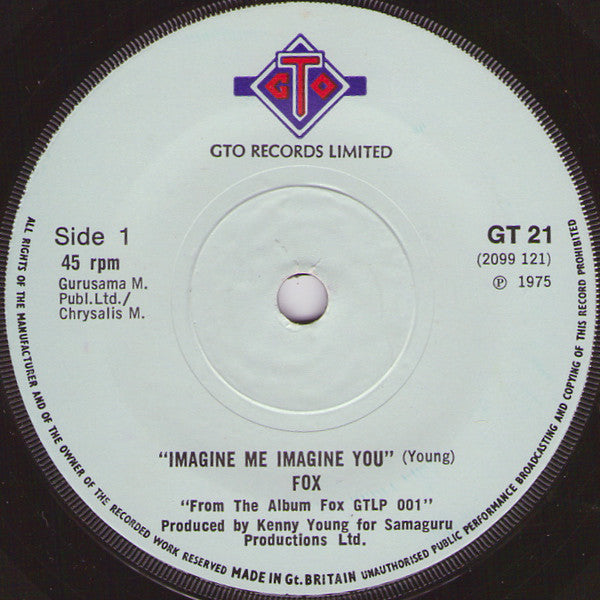 GTO
GTO RECORDS LIMITED
Side 1
45 rpm
Gurusama M.
Publ.Ltd./
Chrysalis M.
GT 21
(2099 121)
℗ 1975
"IMAGINE ME IMAGINE YOU" (Young)
FOX
"From The Album Fox GTLP 001"
Produced by Kenny Young for Samaguru
Productions Ltd.
ALL RIGHTS OF THE MANUFACTURER AND OF THE OWNER OF THE RECORDED WORK RESERVED MADE IN Gt. BRITAIN UNAUTHORISED PUBLIC PERFORMANCE BROADCASTING AND COPYING OF THIS RECORD PROHIBITED